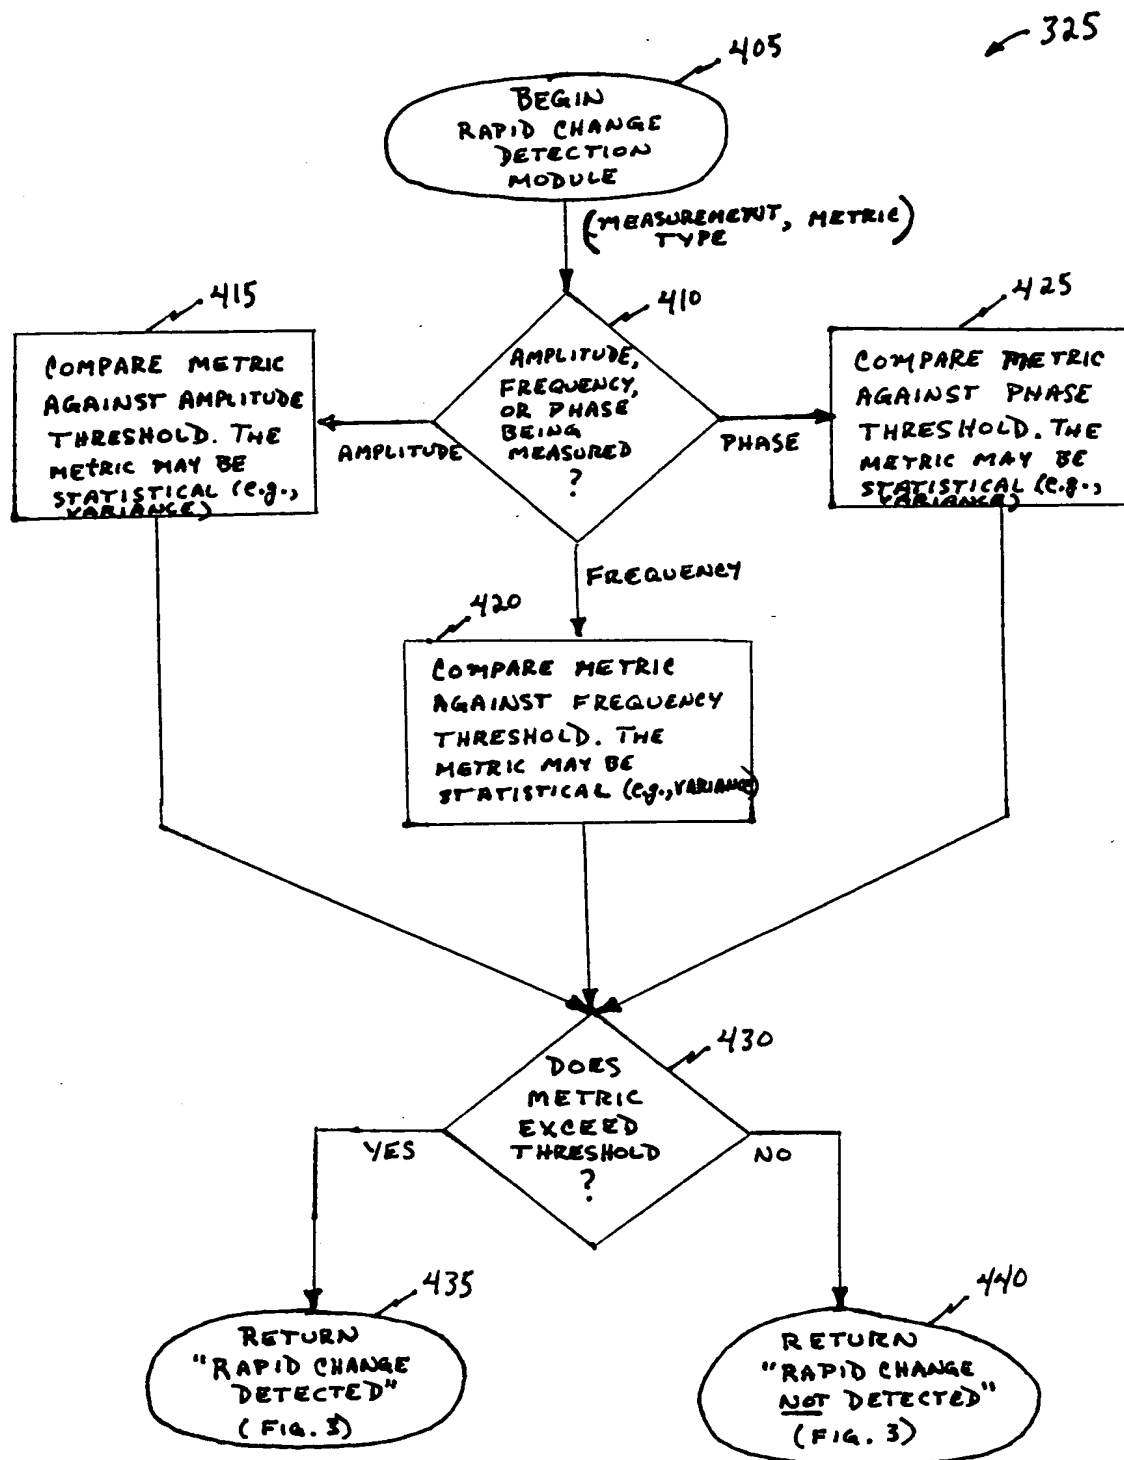 325
405
BEGIN
RAPID CHANGE
DETECTION
MODULE
(MEASUREMENT, METRIC)
TYPE
415
410
425
COMPARE METRIC
AGAINST AMPLITUDE
THRESHOLD. THE
METRIC MAY BE
STATISTICAL (e.g.,
VARIANCE)
AMPLITUDE,
FREQUENCY,
OR PHASE
BEING
MEASURED
?
COMPARE METRIC
AGAINST PHASE
THRESHOLD. THE
METRIC MAY BE
STATISTICAL (e.g.,
VARIANCE)
AMPLITUDE
PHASE
FREQUENCY
420
COMPARE METRIC
AGAINST FREQUENCY
THRESHOLD. THE
METRIC MAY BE
STATISTICAL (e.g., VARIANCE)
430
DOES
METRIC
EXCEED
THRESHOLD
?
YES
NO
435
440
RETURN
"RAPID CHANGE
DETECTED"
(FIG. 3)
RETURN
"RAPID CHANGE
NOT DETECTED"
(FIG. 3)